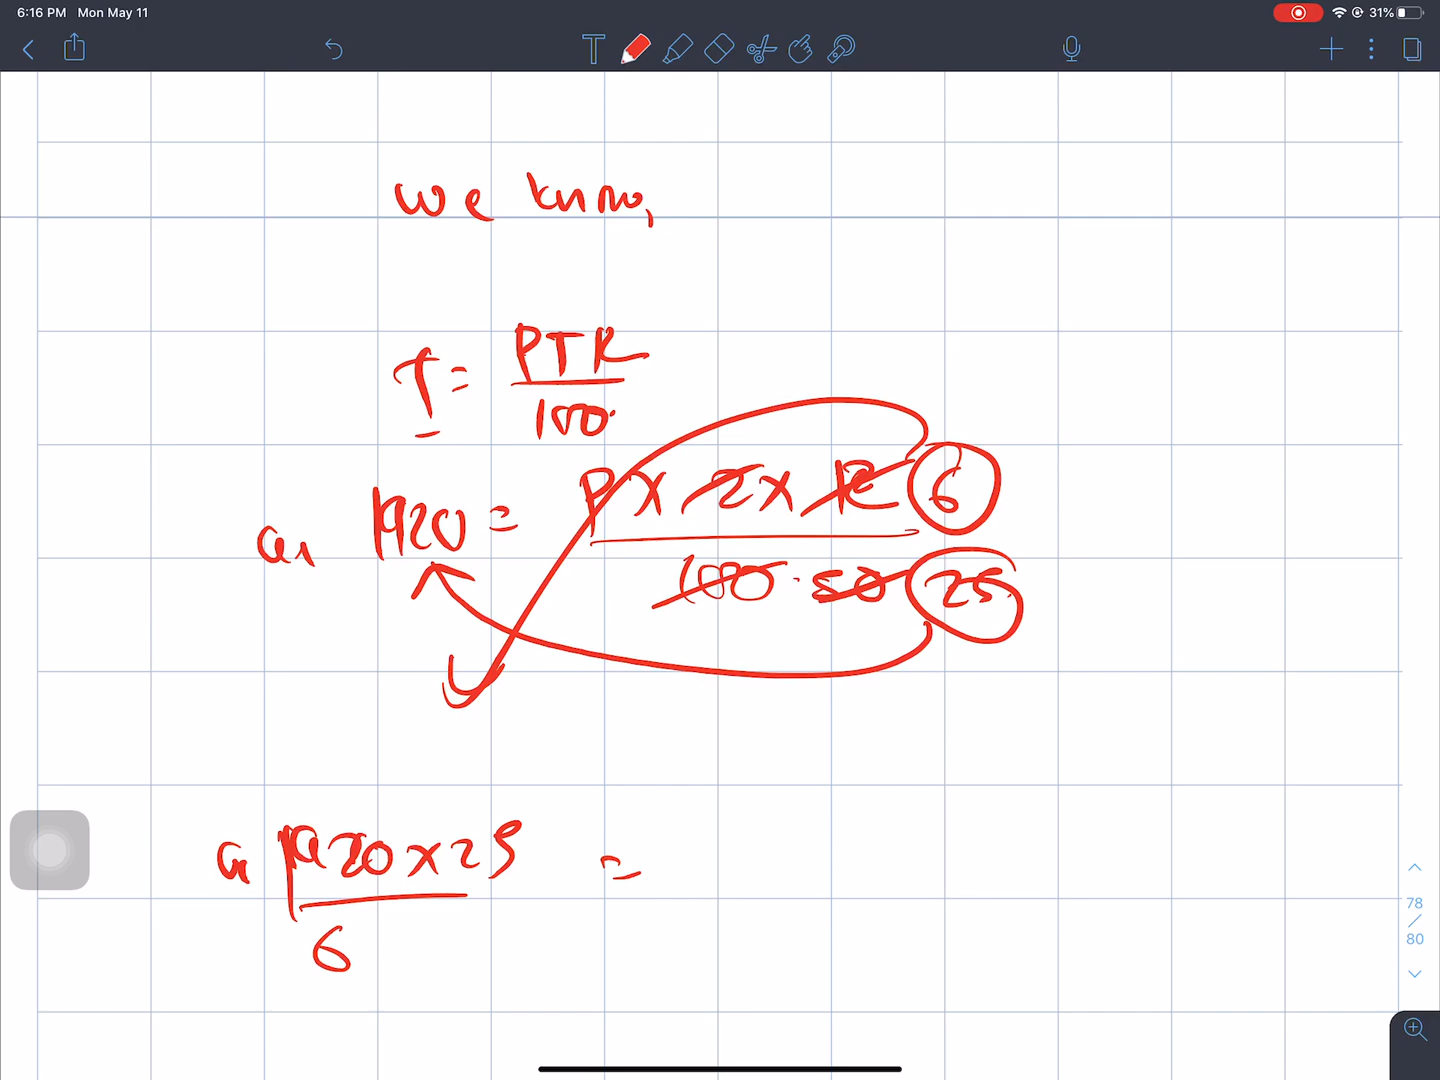 6:16 PM Mon May 11
31%
we know,
I = PTR
100
or, 1920 = P x 2 x 12 6
100 50 25
or 1920 x 25 =
6
78
/
80